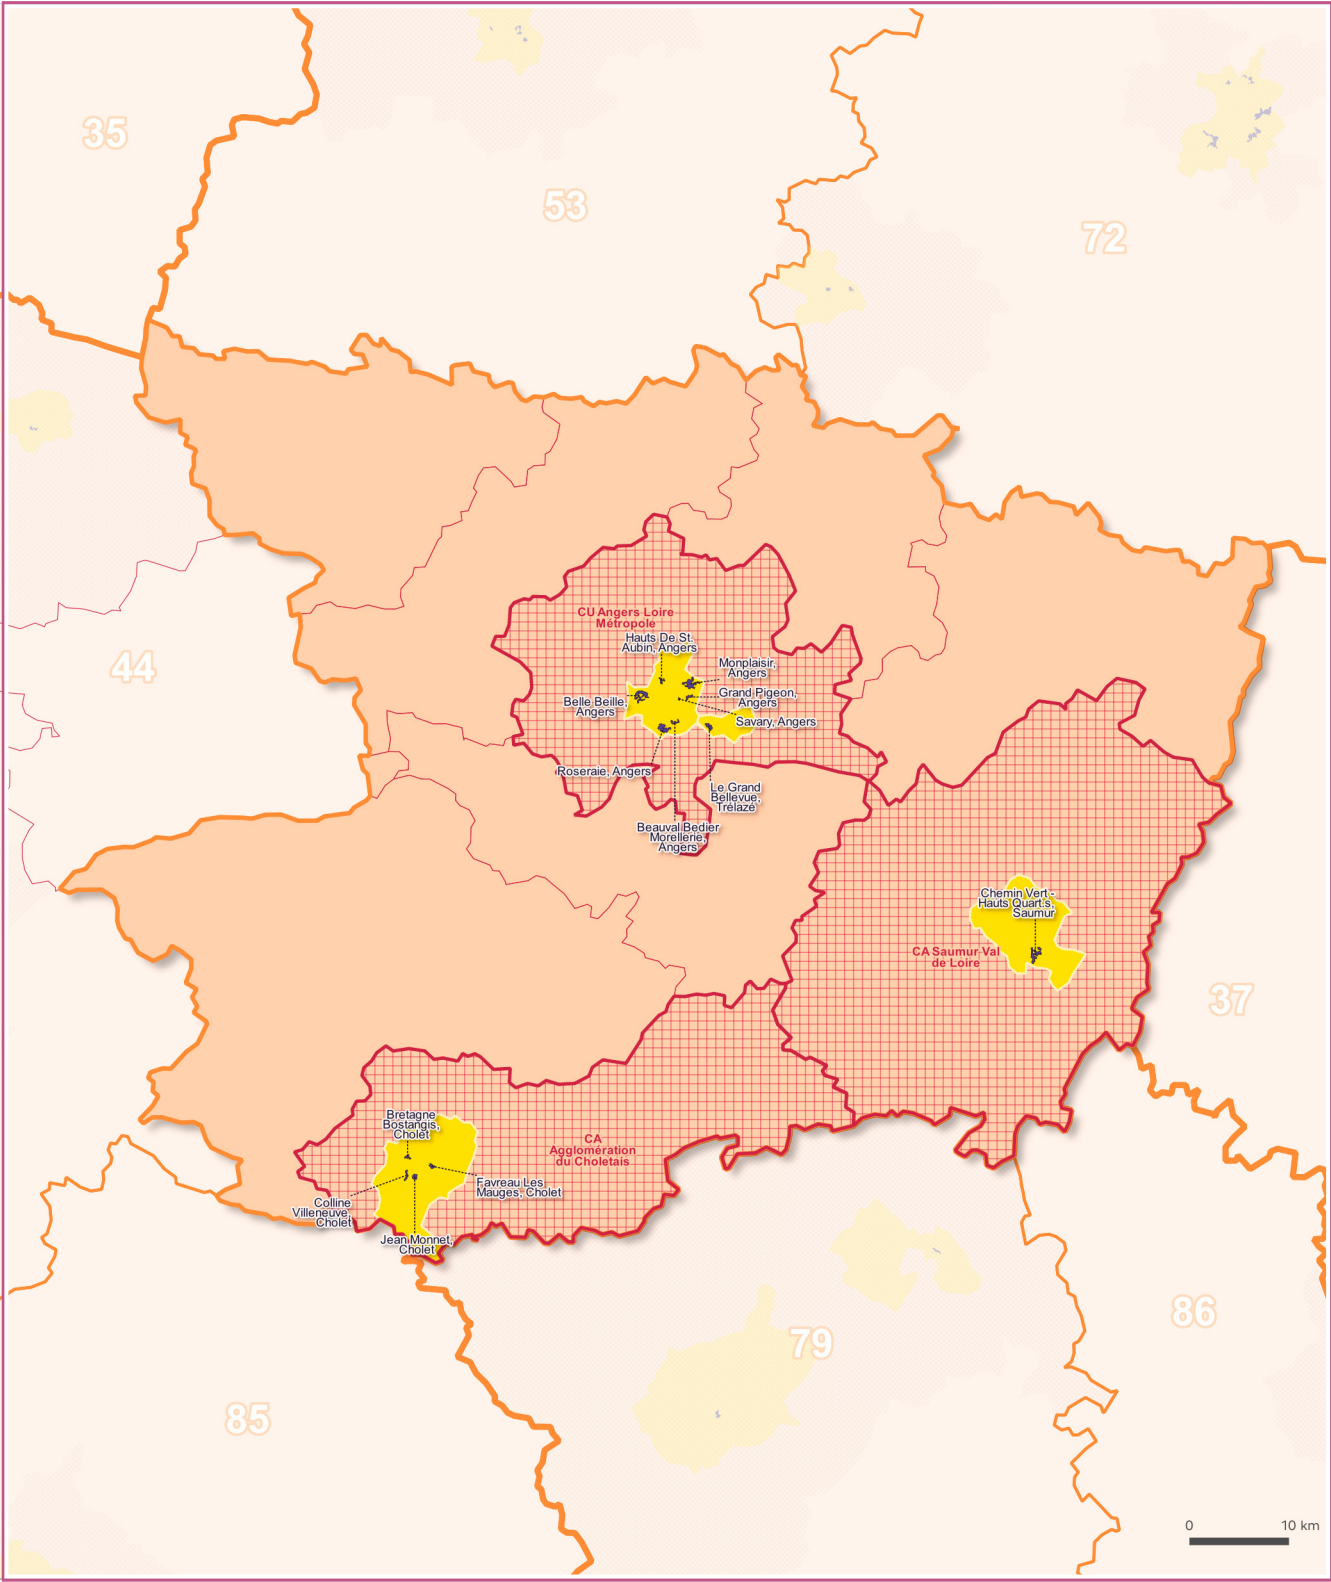 35
53
72
CU Angers Loire
Métropole
Hauts De St.
Aubin, Angers
Monplaisir,
Angers
44
Grand Pigeon,
Angers
Belle Beille,
Angers
Savary, Angers
Roseraie, Angers
Le Grand
Bellevue,
Trélazé
Beauval Bedier
Morellerie,
Angers
Chemin Vert -
Hauts Quart.s,
Saumur
CA Saumur Val
de Loire
37
Bretagne
Bostangis,
Cholet
CA
Agglomération
du Choletais
Favreau Les
Mauges, Cholet
Colline
Villeneuve,
Cholet
Jean Monnet,
Cholet
86
79
85
0 10 km